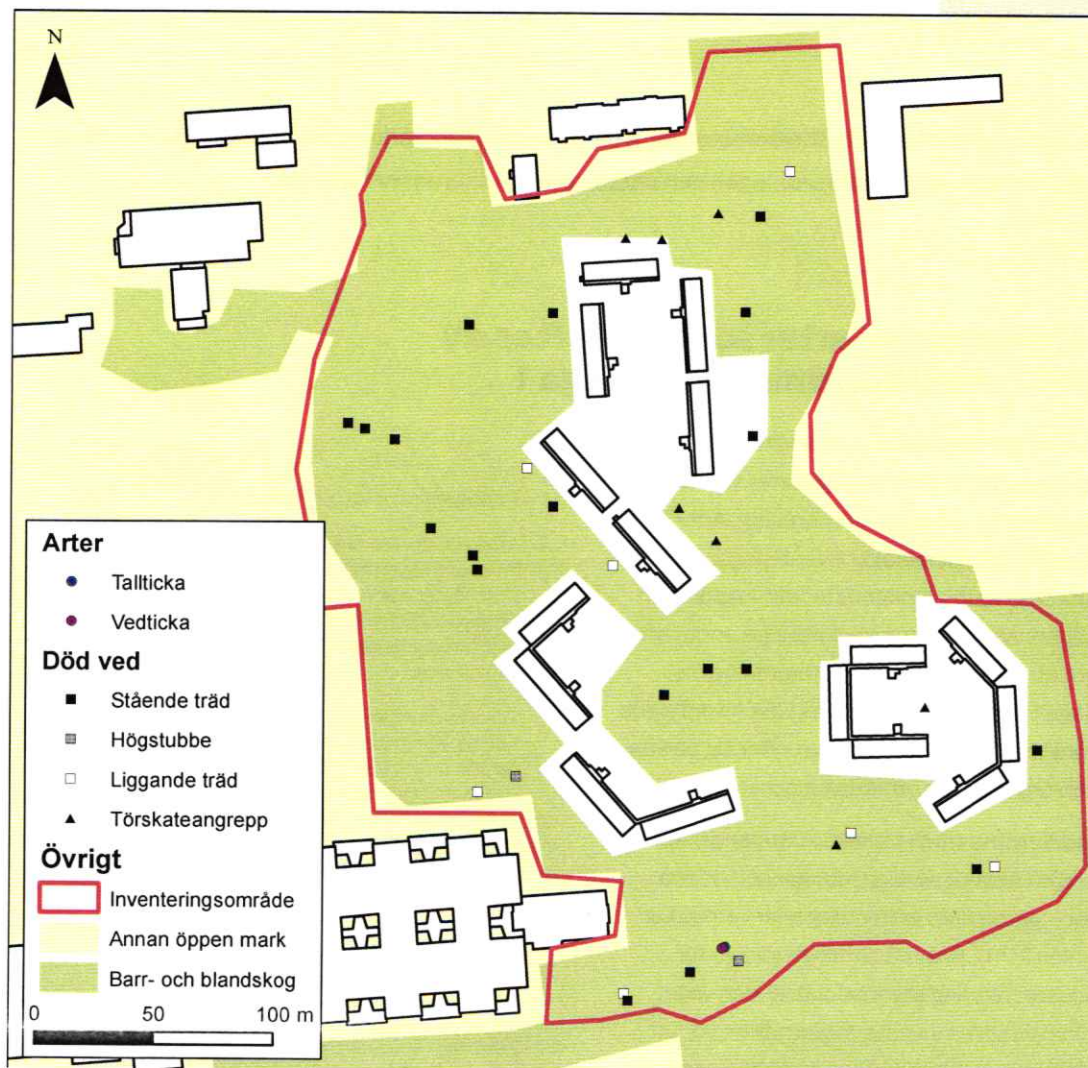 N
Arter
Tallticka
Vedticka
Död ved
Stående träd
Högstubbe
Liggande träd
Törskateangrepp
Övrigt
Inventeringsområde
Annan öppen mark
Barr- och blandskog
0 50 100 m